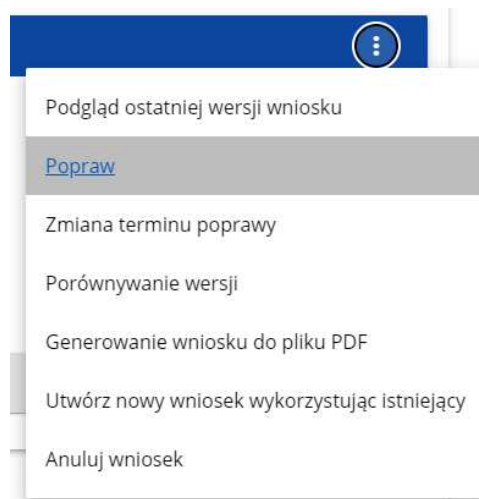 Podgląd ostatniej wersji wniosku
Popraw
Zmiana terminu poprawy
Porównywanie wersji
Generowanie wniosku do pliku PDF
Utwórz nowy wniosek wykorzystując istniejący
Anuluj wniosek